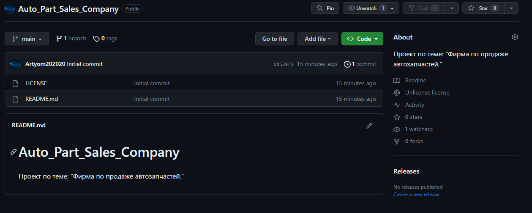 Auto_Part_Sales_Company Public
Pin
Unwatch 1
Fork 0
Star 0
main
1 branch
0 tags
Go to file
Add file
Code
About
Проект по теме: "Фирма по продаже автозапчастей."
Artyom202020 Initial commit
15 minutes ago
1 commit
LICENSE
Initial commit
15 minutes ago
README.md
Initial commit
15 minutes ago
Readme
Unlicense license
Activity
0 stars
1 watching
0 forks
README.md
Auto_Part_Sales_Company
Проект по теме: "Фирма по продаже автозапчастей."
Releases
No releases published
Create a new release